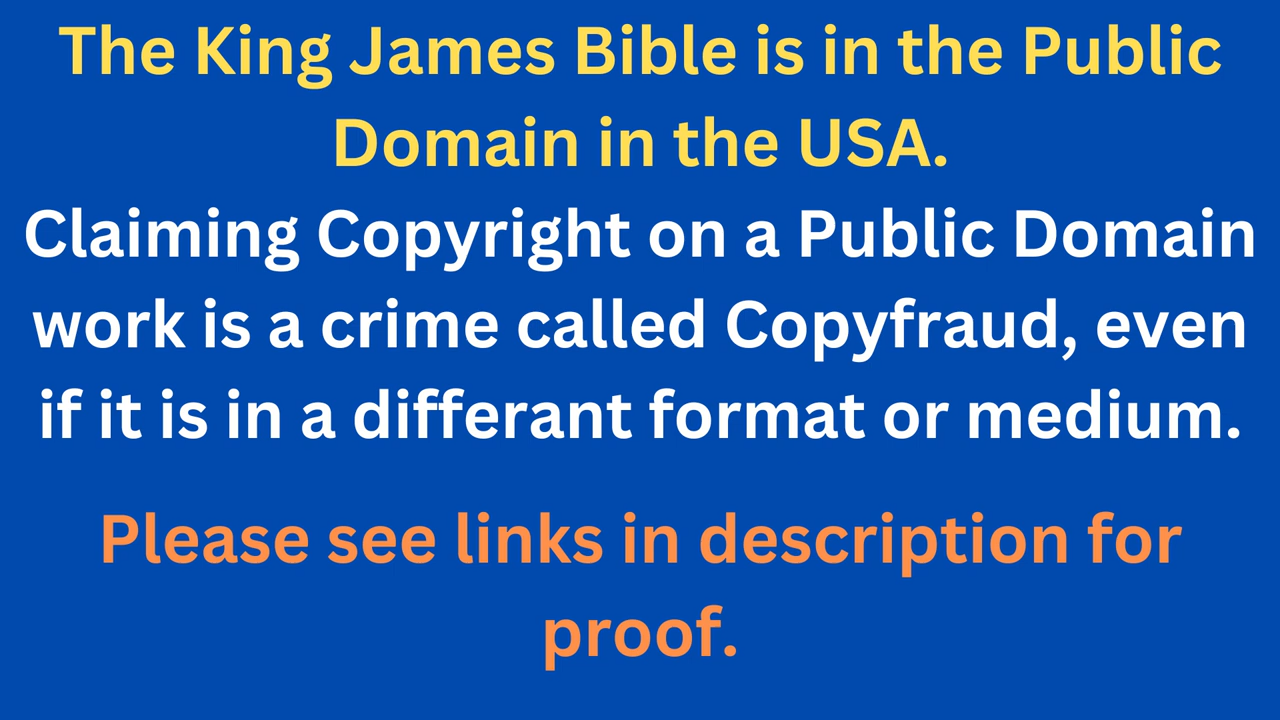 The King James Bible is in the Public
Domain in the USA.
Claiming Copyright on a Public Domain
work is a crime called Copyfraud, even
if it is in a differant format or medium.
Please see links in description for
proof.